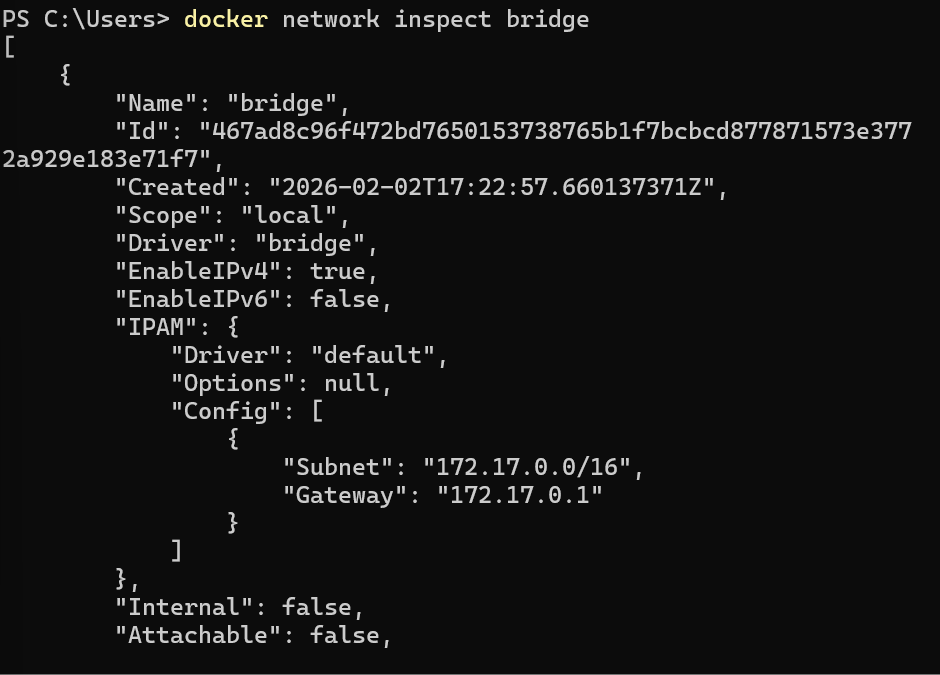 PS C:\Users> docker network inspect bridge
[
    {
        "Name": "bridge",
        "Id": "467ad8c96f472bd7650153738765b1f7bcbcd877871573e377
2a929e183e71f7",
        "Created": "2026-02-02T17:22:57.660137371Z",
        "Scope": "local",
        "Driver": "bridge",
        "EnableIPv4": true,
        "EnableIPv6": false,
        "IPAM": {
            "Driver": "default",
            "Options": null,
            "Config": [
                {
                    "Subnet": "172.17.0.0/16",
                    "Gateway": "172.17.0.1"
                }
            ]
        },
        "Internal": false,
        "Attachable": false,